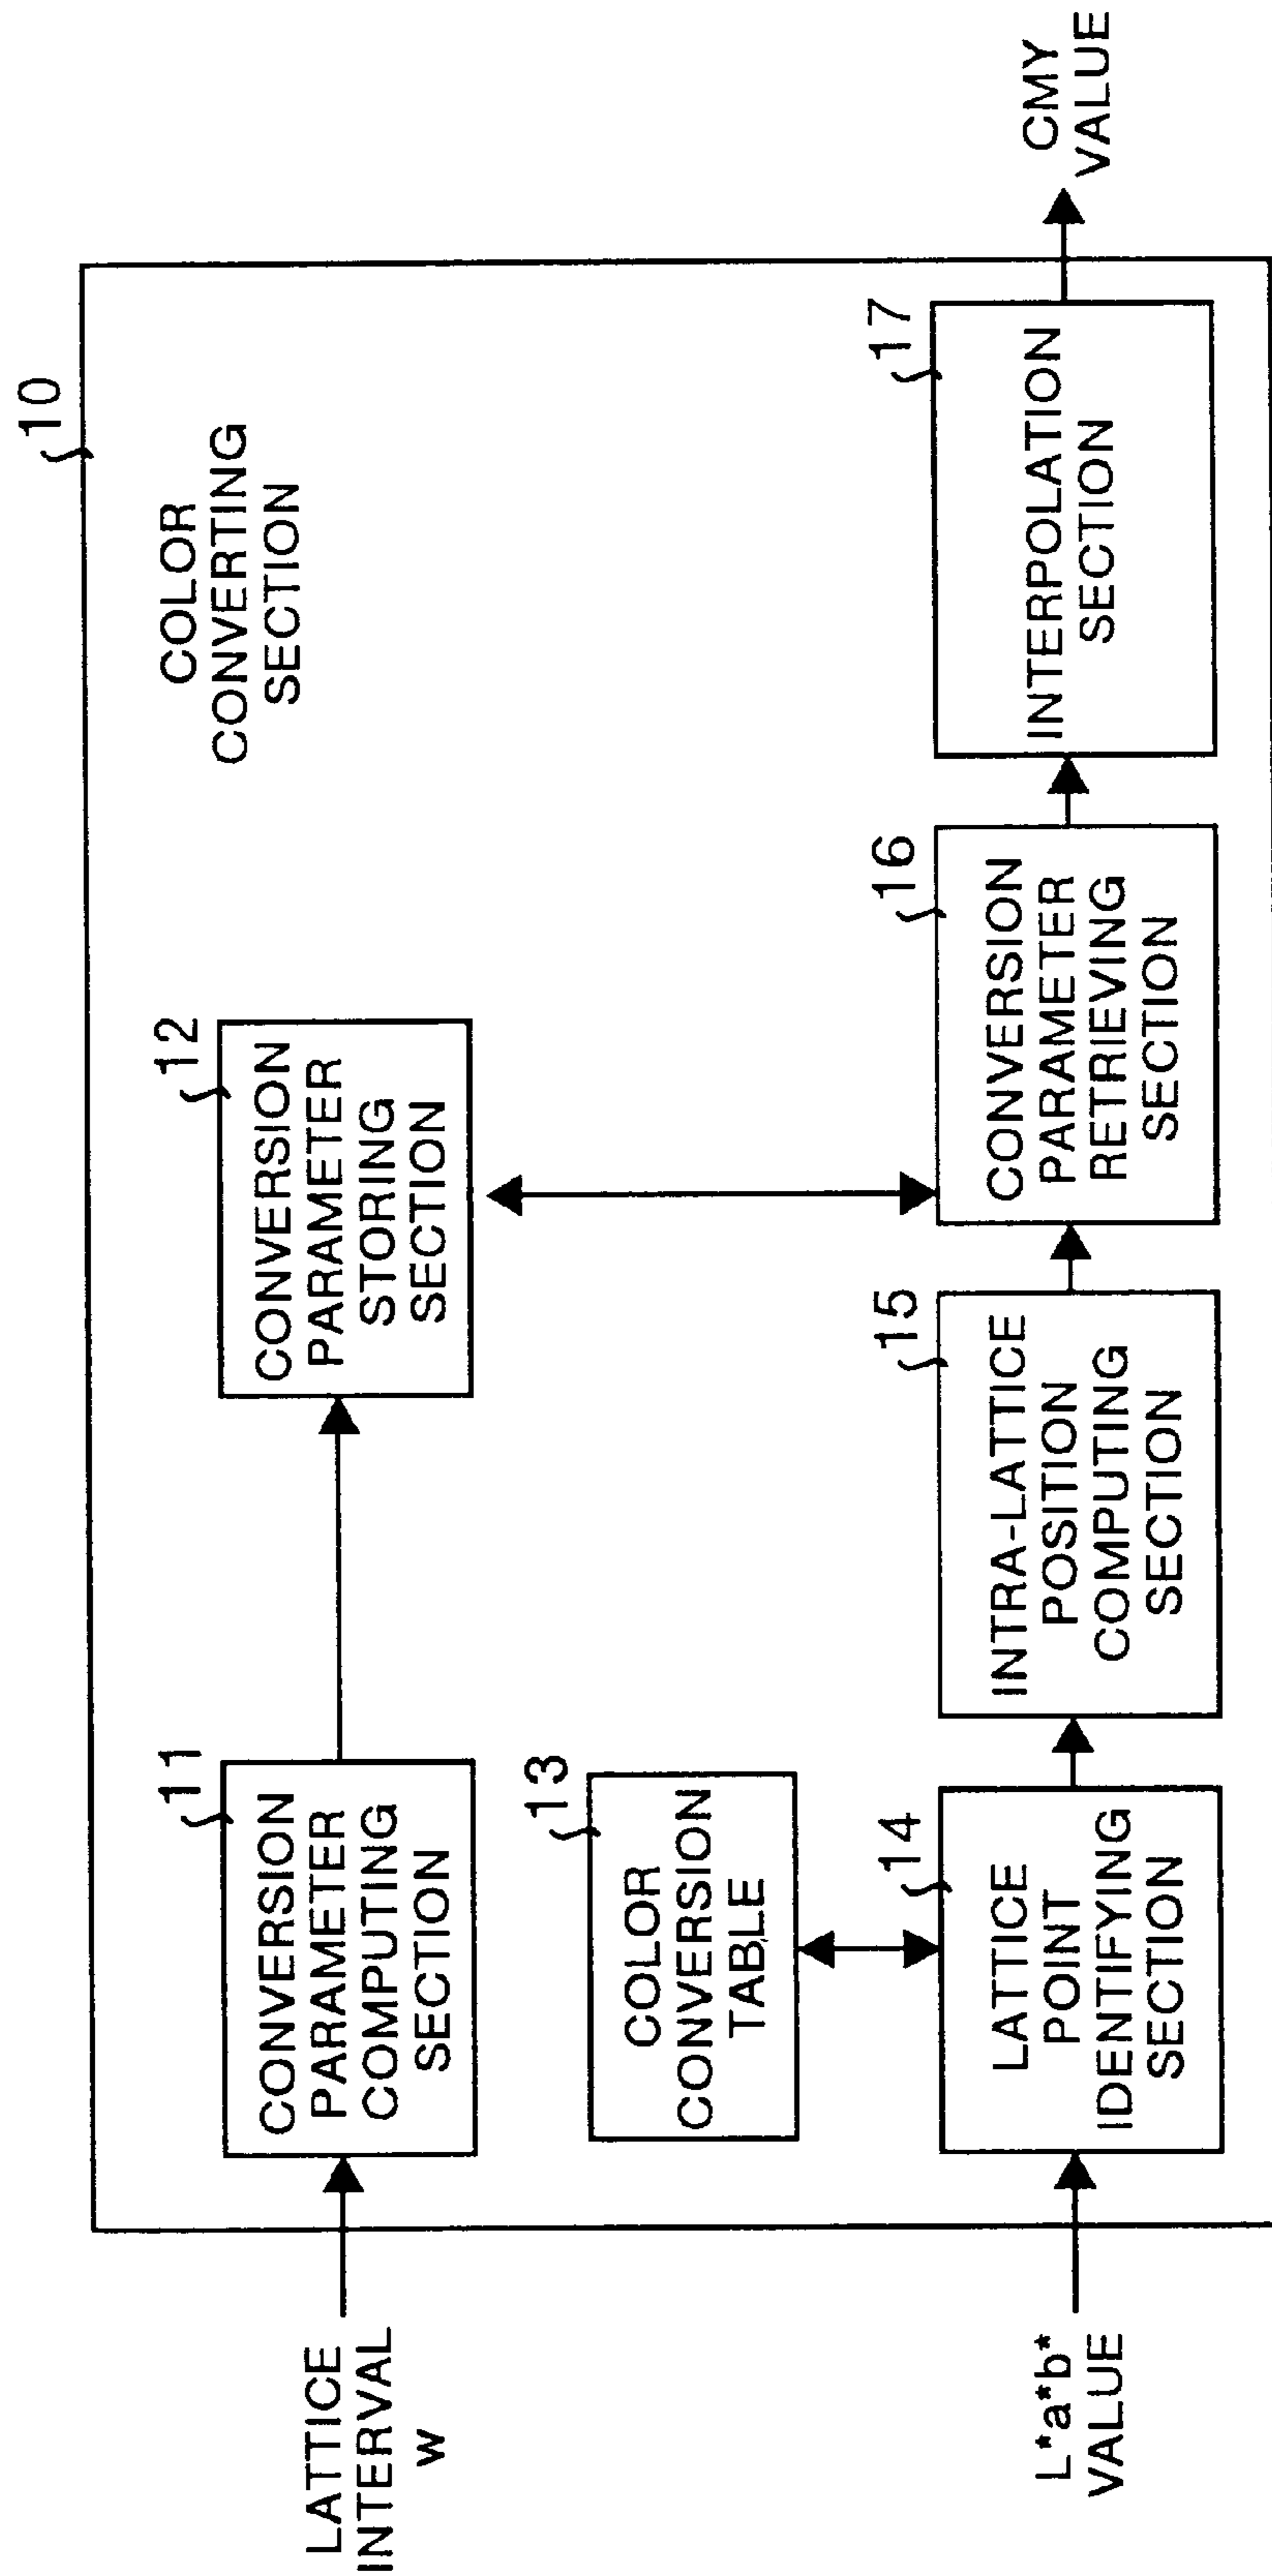 10
COLOR
CONVERTING
SECTION
LATTICE
INTERVAL
w
11
CONVERSION
PARAMETER
COMPUTING
SECTION
12
CONVERSION
PARAMETER
STORING
SECTION
13
COLOR
CONVERSION
TABLE
L*a*b*
VALUE
14
LATTICE
POINT
IDENTIFYING
SECTION
15
INTRA-LATTICE
POSITION
COMPUTING
SECTION
16
CONVERSION
PARAMETER
RETRIEVING
SECTION
17
INTERPOLATION
SECTION
CMY
VALUE